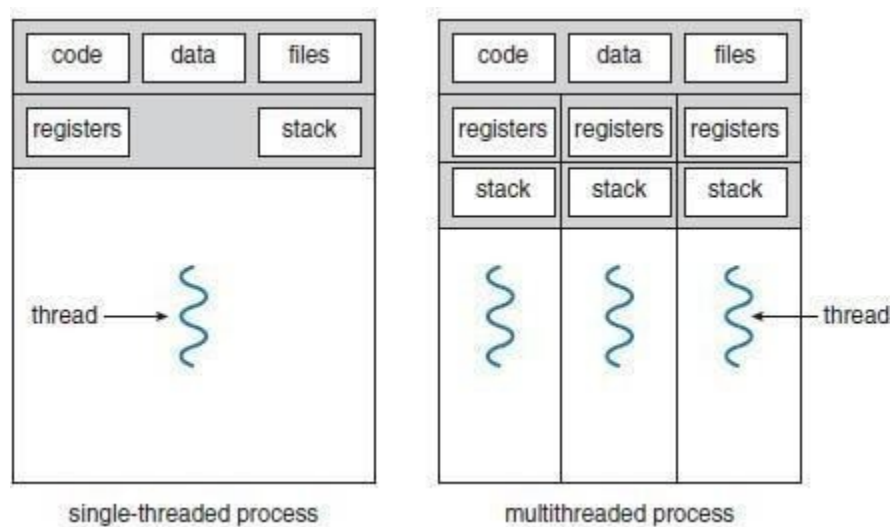 code data files
registers stack
thread
single-threaded process
code data files
registers registers registers
stack stack stack
thread
multithreaded process